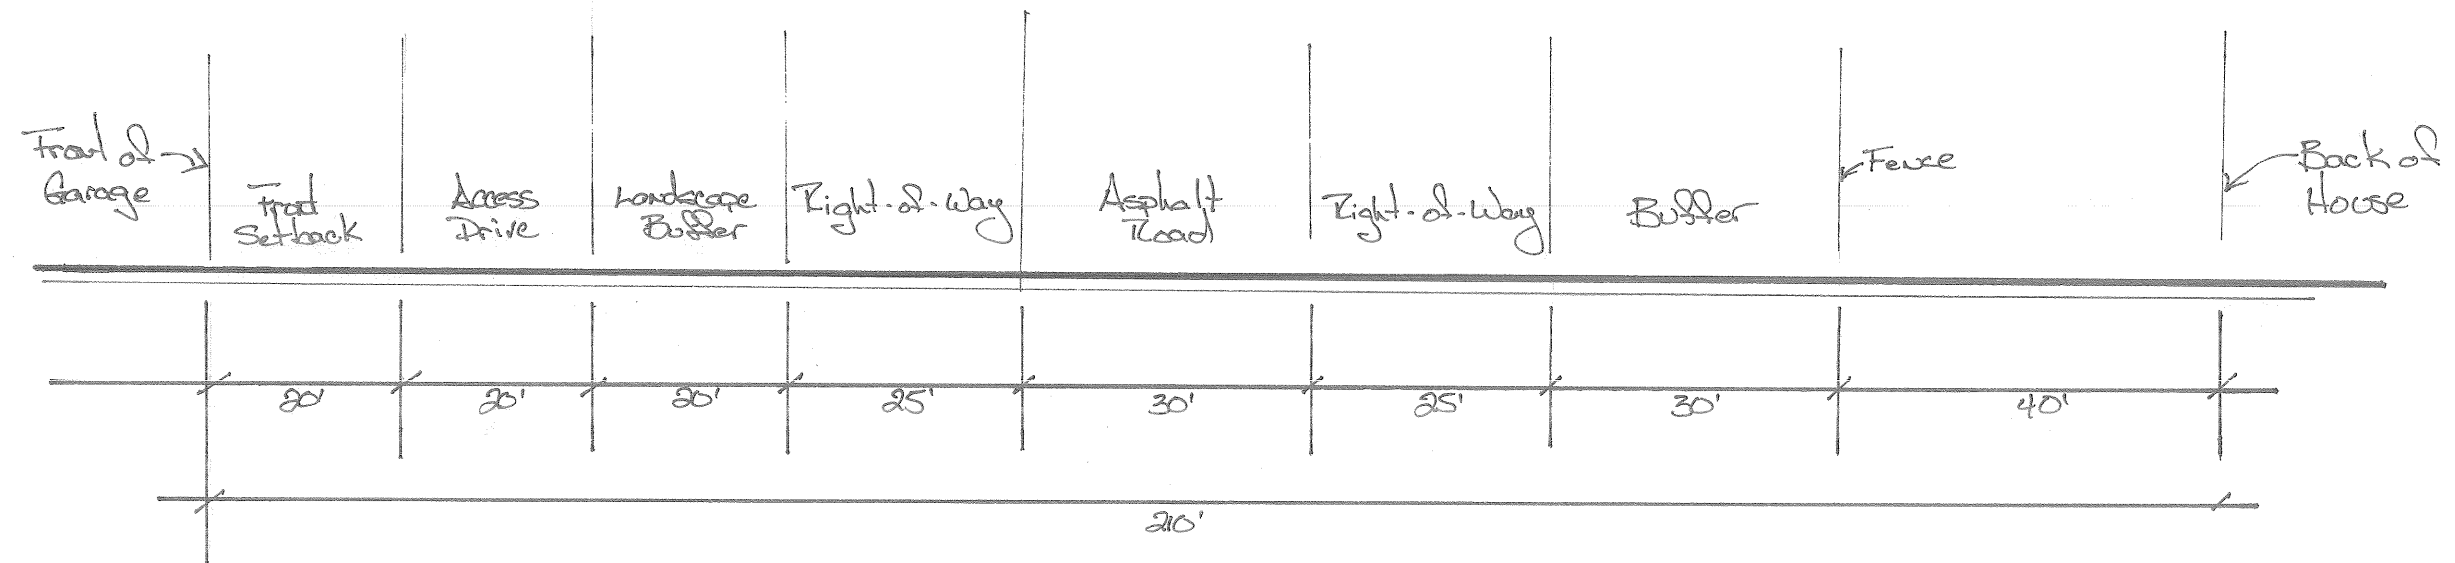 Front of
Garage
Front
Setback
Access
Drive
Landscape
Buffer
Right-of-Way
Asphalt
Road
Right-of-Way
Buffer
Fence
Back of
House
20'
20'
20'
25'
30'
25'
30'
40'
210'